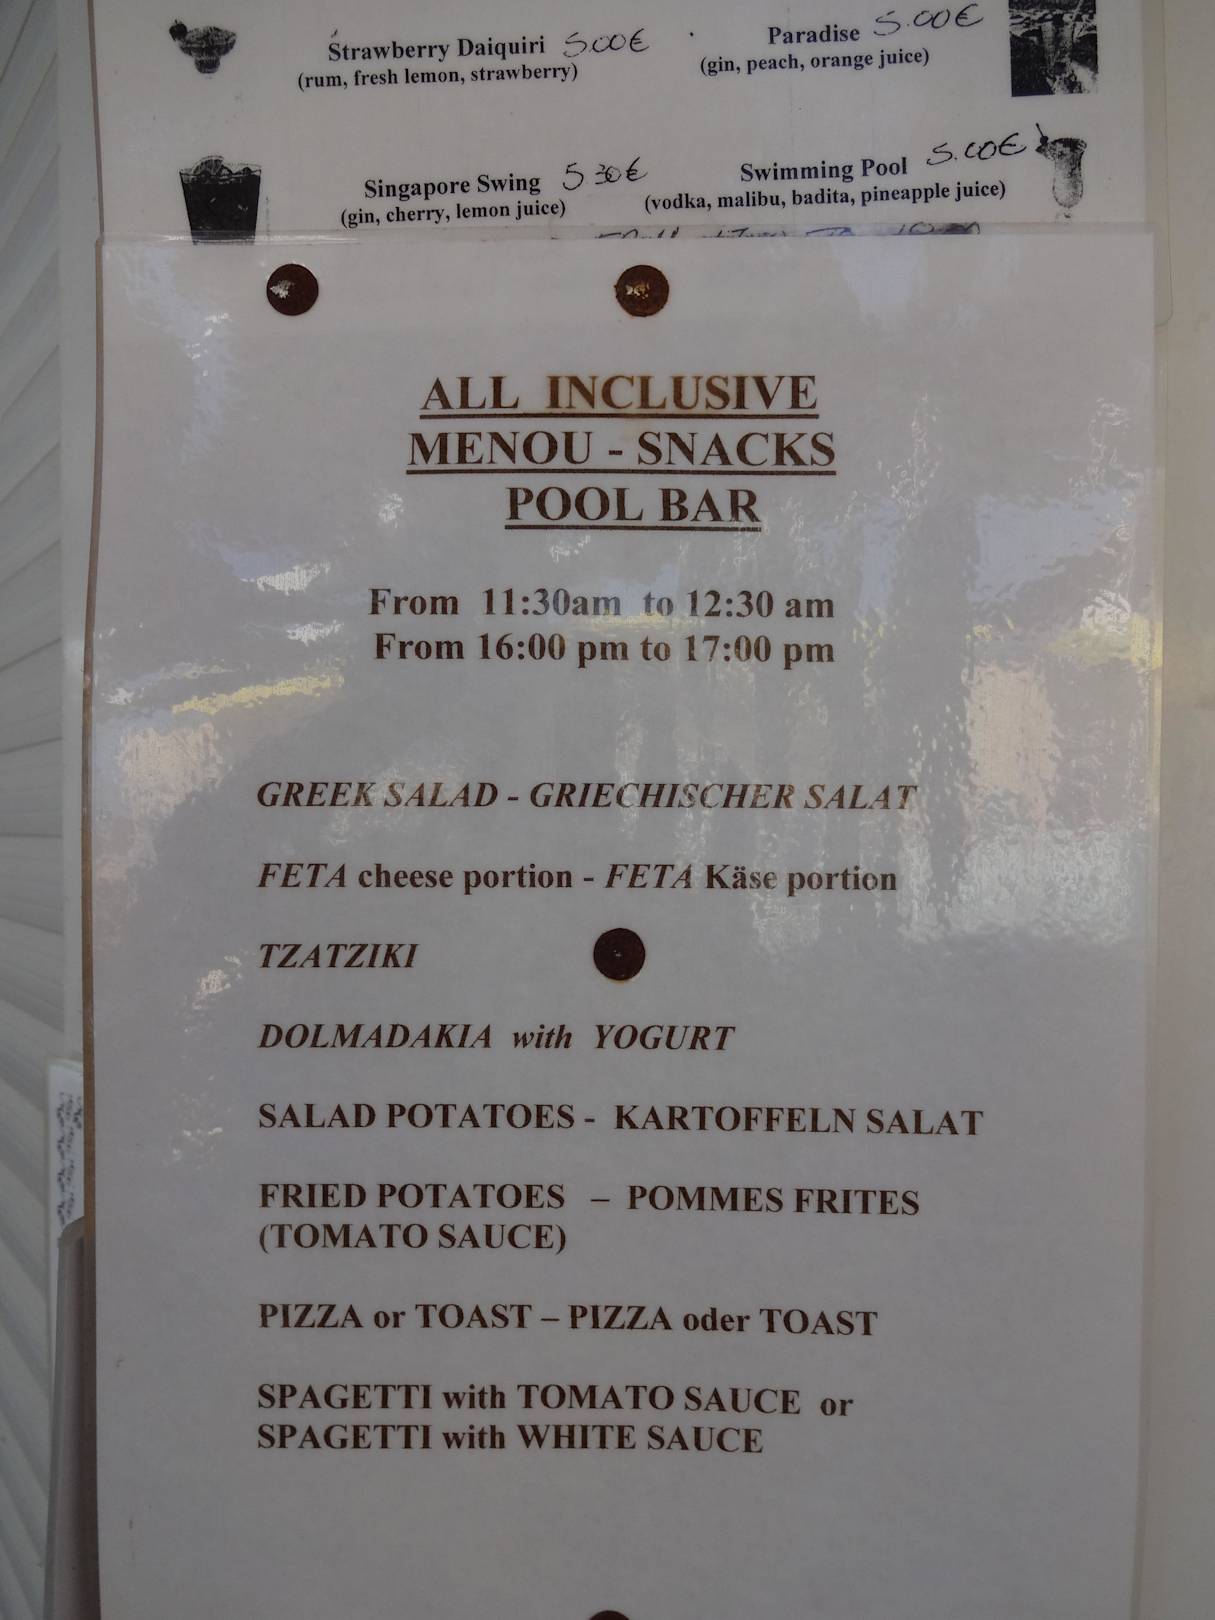 Strawberry Daiquiri 5.00€
(rum, fresh lemon, strawberry)
Paradise 5.00€
(gin, peach, orange juice)
Singapore Swing 5 30€
(gin, cherry, lemon juice)
Swimming Pool 5.00€
(vodka, malibu, badita, pineapple juice)
ALL INCLUSIVE
MENOU - SNACKS
POOL BAR
From 11:30am to 12:30 am
From 16:00 pm to 17:00 pm
GREEK SALAD - GRIECHISCHER SALAT
FETA cheese portion - FETA Käse portion
TZATZIKI
DOLMADAKIA with YOGURT
SALAD POTATOES - KARTOFFELN SALAT
FRIED POTATOES – POMMES FRITES
(TOMATO SAUCE)
PIZZA or TOAST – PIZZA oder TOAST
SPAGETTI with TOMATO SAUCE or
SPAGETTI with WHITE SAUCE